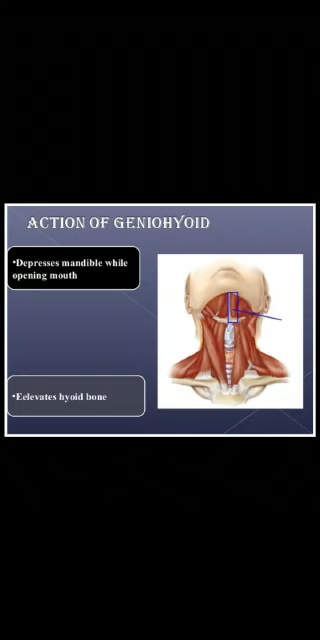 ACTION OF GENIOHYOID
•Depresses mandible while
opening mouth
•Eelevates hyoid bone